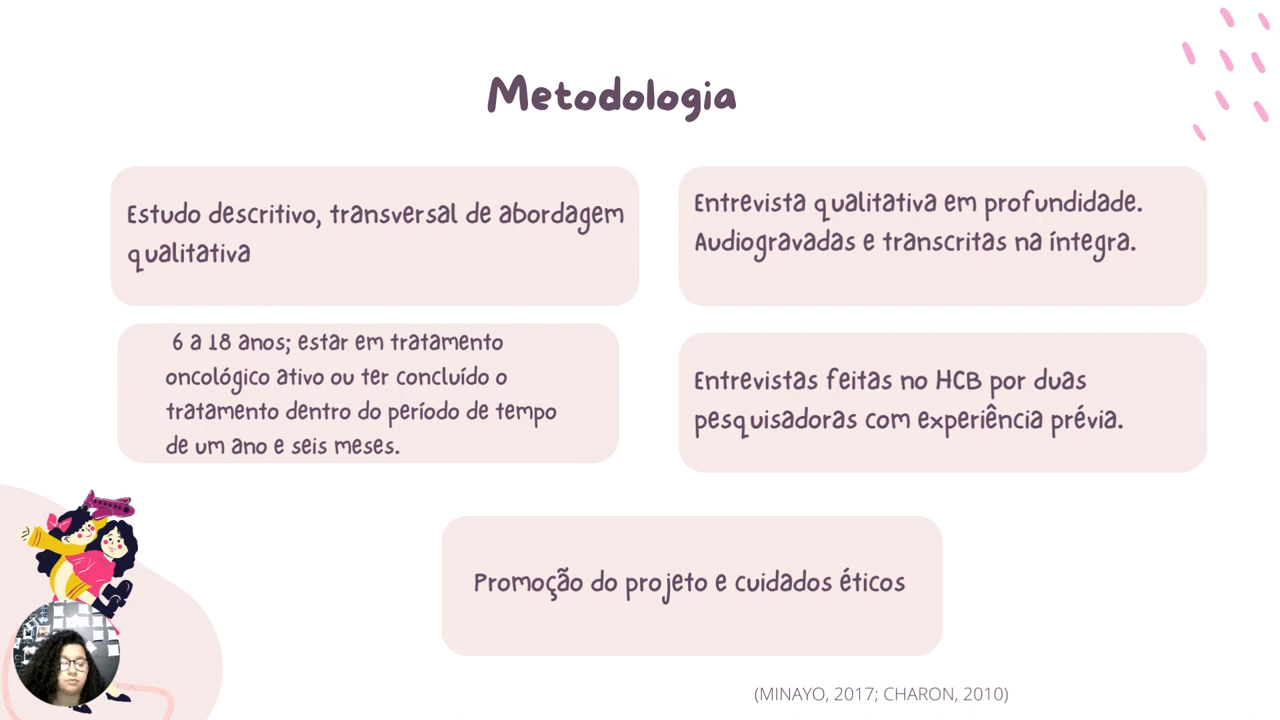 Metodologia
Estudo descritivo, transversal de abordagem
qualitativa
Entrevista qualitativa em profundidade.
Audiogravadas e transcritas na íntegra.
6 a 18 anos; estar em tratamento
oncológico ativo ou ter concluído o
tratamento dentro do período de tempo
de um ano e seis meses.
Entrevistas feitas no HCB por duas
pesquisadoras com experiência prévia.
Promoção do projeto e cuidados éticos
(MINAYO, 2017; CHARON, 2010)